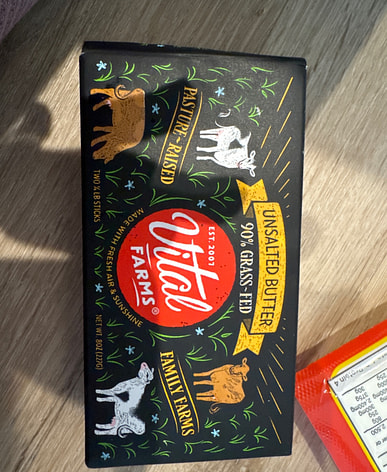 UNSALTED BUTTER
90% GRASS-FED
PASTURE-RAISED
FAMILY FARMS
EST. 2007
Vital
FARMS®
MADE WITH FRESH AIR & SUNSHINE
TWO ¼ LB STICKS
NET WT. 8OZ (227G)